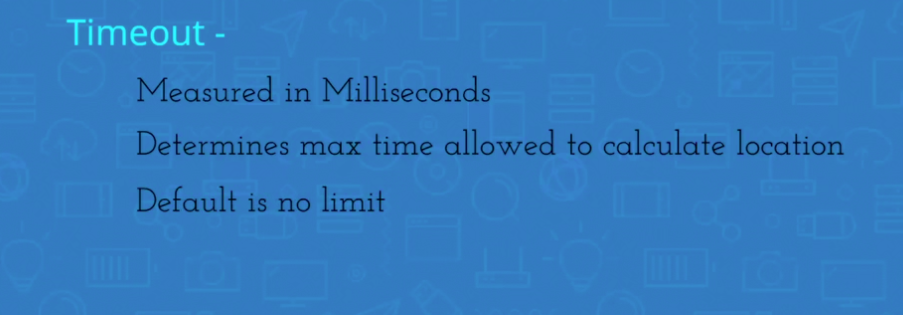 Timeout -
Measured in Milliseconds
Determines max time allowed to calculate location
Default is no limit